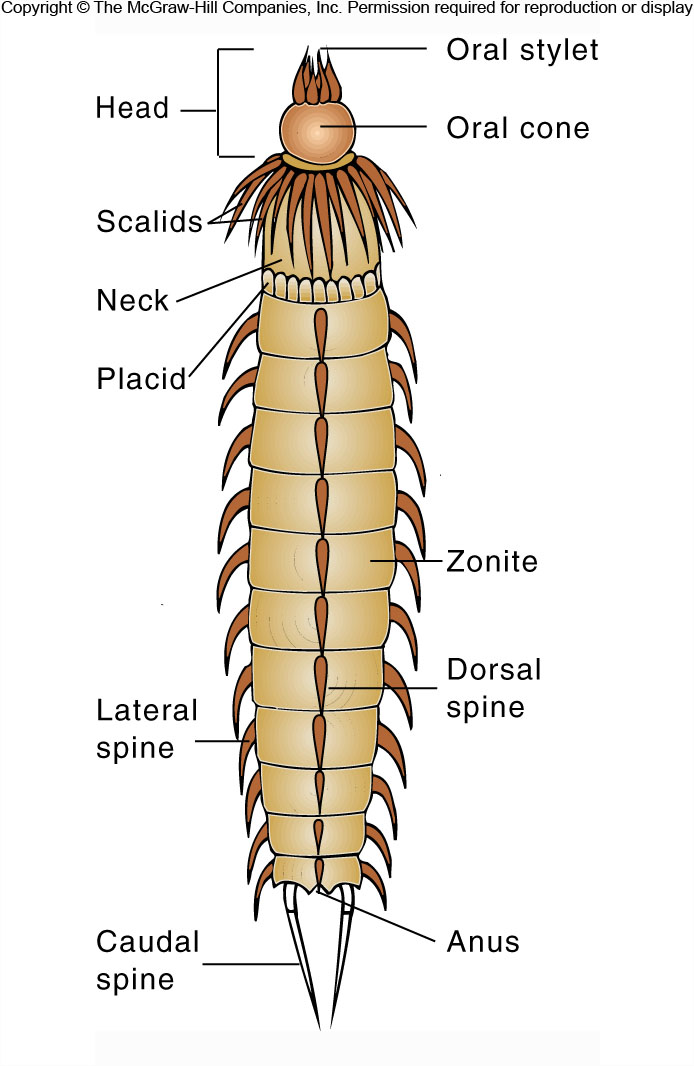 Copyright © The McGraw-Hill Companies, Inc. Permission required for reproduction or display
Oral stylet
Head
Oral cone
Scalids
Neck
Placid
Zonite
Dorsal
spine
Lateral
spine
Anus
Caudal
spine